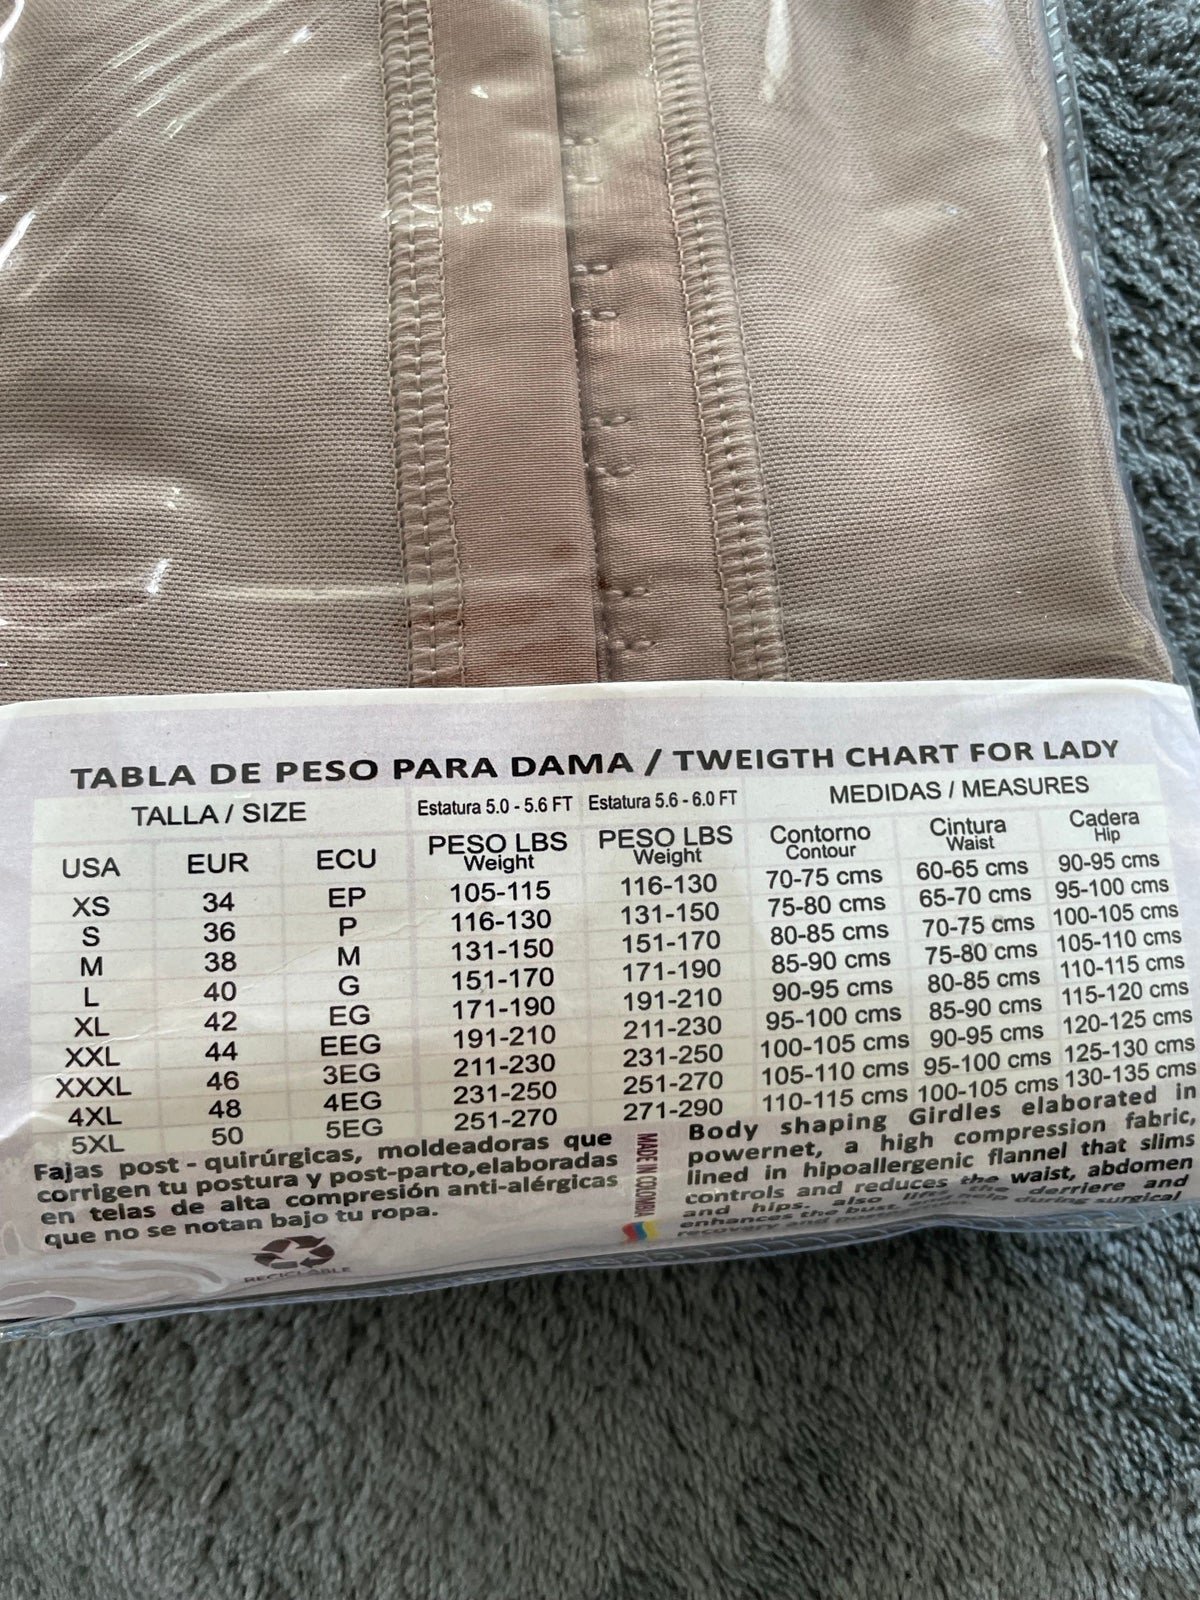 TABLA DE PESO PARA DAMA / TWEIGTH CHART FOR LADY
TALLA / SIZE Estatura 5.0 - 5.6 FT Estatura 5.6 - 6.0 FT MEDIDAS / MEASURES
USA EUR ECU PESO LBS Weight PESO LBS Weight Contorno Contour Cintura Waist Cadera Hip
XS 34 EP 105-115 116-130 70-75 cms 60-65 cms 90-95 cms
S 36 P 116-130 131-150 75-80 cms 65-70 cms 95-100 cms
M 38 M 131-150 151-170 80-85 cms 70-75 cms 100-105 cms
L 40 G 151-170 171-190 85-90 cms 75-80 cms 105-110 cms
XL 42 EG 171-190 191-210 90-95 cms 80-85 cms 110-115 cms
XXL 44 EEG 191-210 211-230 95-100 cms 85-90 cms 115-120 cms
XXXL 46 3EG 211-230 231-250 100-105 cms 90-95 cms 120-125 cms
4XL 48 4EG 231-250 251-270 105-110 cms 95-100 cms 125-130 cms
5XL 50 5EG 251-270 271-290 110-115 cms 100-105 cms 130-135 cms
Fajas post - quirúrgicas, moldeadoras que
corrigen tu postura y post-parto,elaboradas
en telas de alta compresión anti-alérgicas
que no se notan bajo tu ropa.
RECICLABLE
MADE IN COLOMBIA
Body shaping Girdles elaborated in
powernet, a high compression fabric,
lined in hipoallergenic flannel that slims
controls and reduces the waist, abdomen
and hips. also lifts derriere and
enhances the bust, help during surgical
recovery and